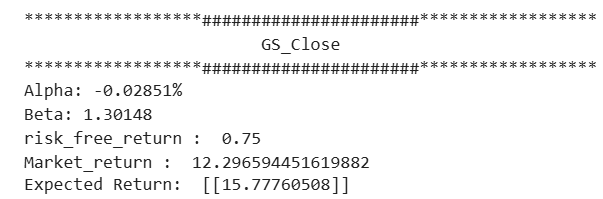 ******************######################******************
GS_Close
******************######################******************
Alpha: -0.02851%
Beta: 1.30148
risk_free_return :  0.75
Market_return :  12.296594451619882
Expected Return:  [[15.77760508]]